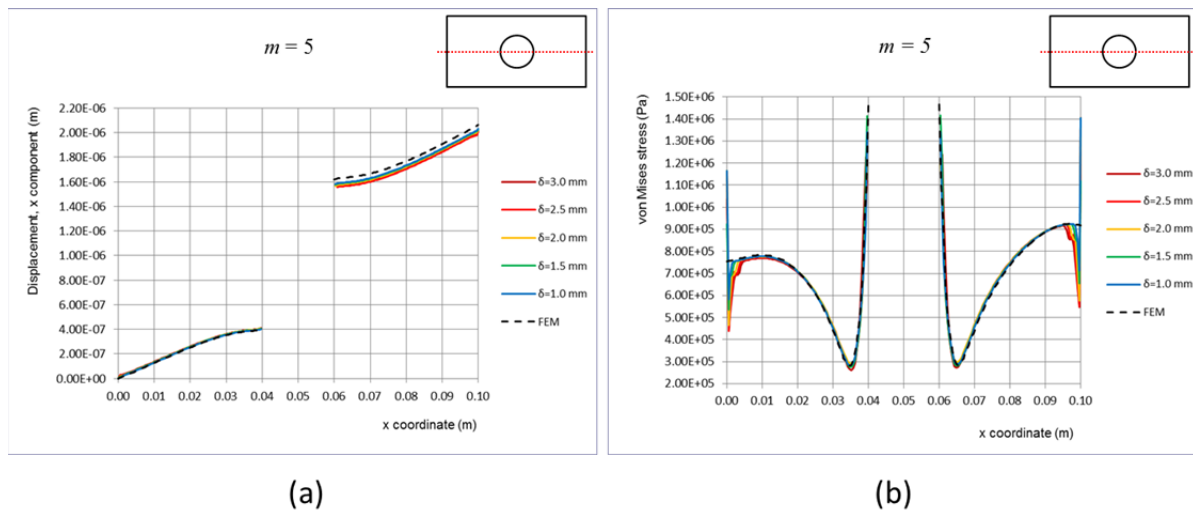 m = 5
Displacement, x component (m)
2.20E-06
2.00E-06
1.80E-06
1.60E-06
1.40E-06
1.20E-06
1.00E-06
8.00E-07
6.00E-07
4.00E-07
2.00E-07
0.00E+00
0.00 0.01 0.02 0.03 0.04 0.05 0.06 0.07 0.08 0.09 0.10
x coordinate (m)
δ=3.0 mm
δ=2.5 mm
δ=2.0 mm
δ=1.5 mm
δ=1.0 mm
FEM
(a)
m = 5
von Mises stress (Pa)
1.50E+06
1.40E+06
1.30E+06
1.20E+06
1.10E+06
1.00E+06
9.00E+05
8.00E+05
7.00E+05
6.00E+05
5.00E+05
4.00E+05
3.00E+05
2.00E+05
0.00 0.01 0.02 0.03 0.04 0.05 0.06 0.07 0.08 0.09 0.10
x coordinate (m)
δ=3.0 mm
δ=2.5 mm
δ=2.0 mm
δ=1.5 mm
δ=1.0 mm
FEM
(b)